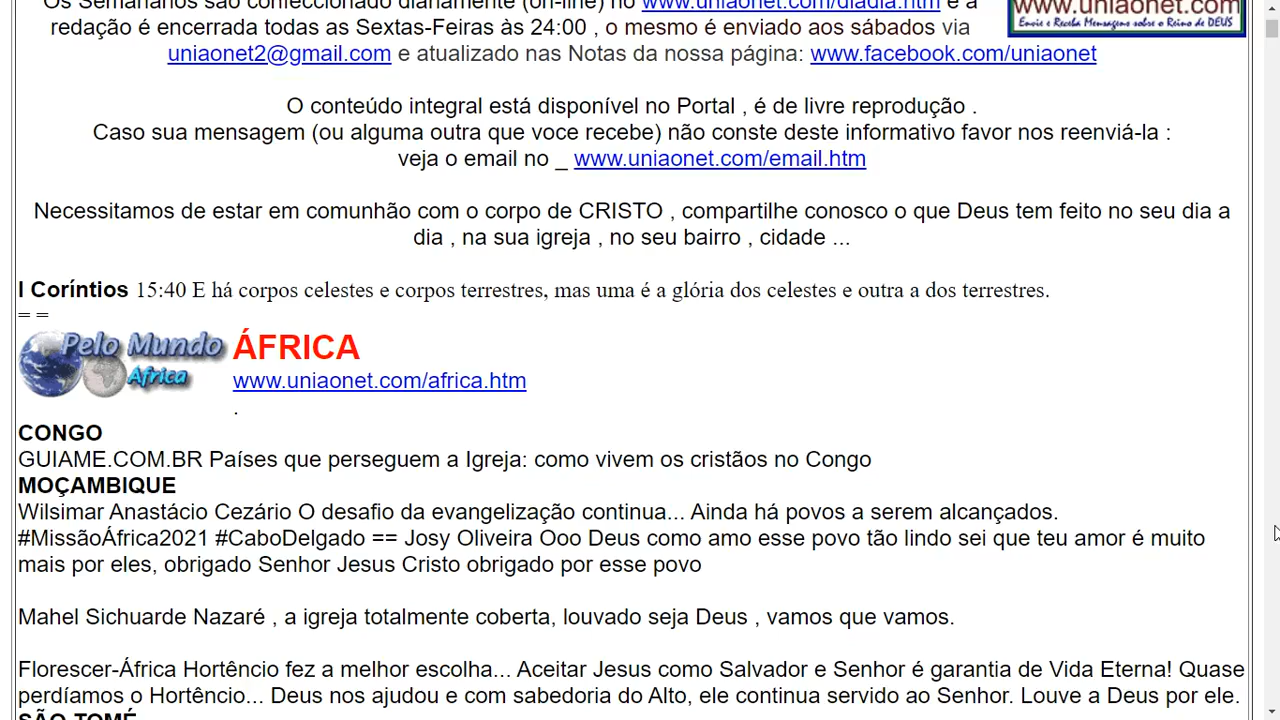 Os Semanários são confeccionado diariamente (on-line) no www.uniaonet.com/diadia.htm e a
redação é encerrada todas as Sextas-Feiras às 24:00 , o mesmo é enviado aos sábados via
uniaonet2@gmail.com e atualizado nas Notas da nossa página: www.facebook.com/uniaonet
www.uniaonet.com
Envie e Receba Mensagens sobre o Reino de DEUS
O conteúdo integral está disponível no Portal , é de livre reprodução .
Caso sua mensagem (ou alguma outra que voce recebe) não conste deste informativo favor nos reenviá-la :
veja o email no _ www.uniaonet.com/email.htm
Necessitamos de estar em comunhão com o corpo de CRISTO , compartilhe conosco o que Deus tem feito no seu dia a
dia , na sua igreja , no seu bairro , cidade ...
I Coríntios 15:40 E há corpos celestes e corpos terrestres, mas uma é a glória dos celestes e outra a dos terrestres.
= =
Pelo Mundo
África
ÁFRICA
www.uniaonet.com/africa.htm
.
CONGO
GUIAME.COM.BR Países que perseguem a Igreja: como vivem os cristãos no Congo
MOÇAMBIQUE
Wilsimar Anastácio Cezário O desafio da evangelização continua... Ainda há povos a serem alcançados.
#MissãoÁfrica2021 #CaboDelgado == Josy Oliveira Ooo Deus como amo esse povo tão lindo sei que teu amor é muito
mais por eles, obrigado Senhor Jesus Cristo obrigado por esse povo
Mahel Sichuarde Nazaré , a igreja totalmente coberta, louvado seja Deus , vamos que vamos.
Florescer-África Hortêncio fez a melhor escolha... Aceitar Jesus como Salvador e Senhor é garantia de Vida Eterna! Quase
perdíamos o Hortêncio... Deus nos ajudou e com sabedoria do Alto, ele continua servido ao Senhor. Louve a Deus por ele.
SÃO TOMÉ